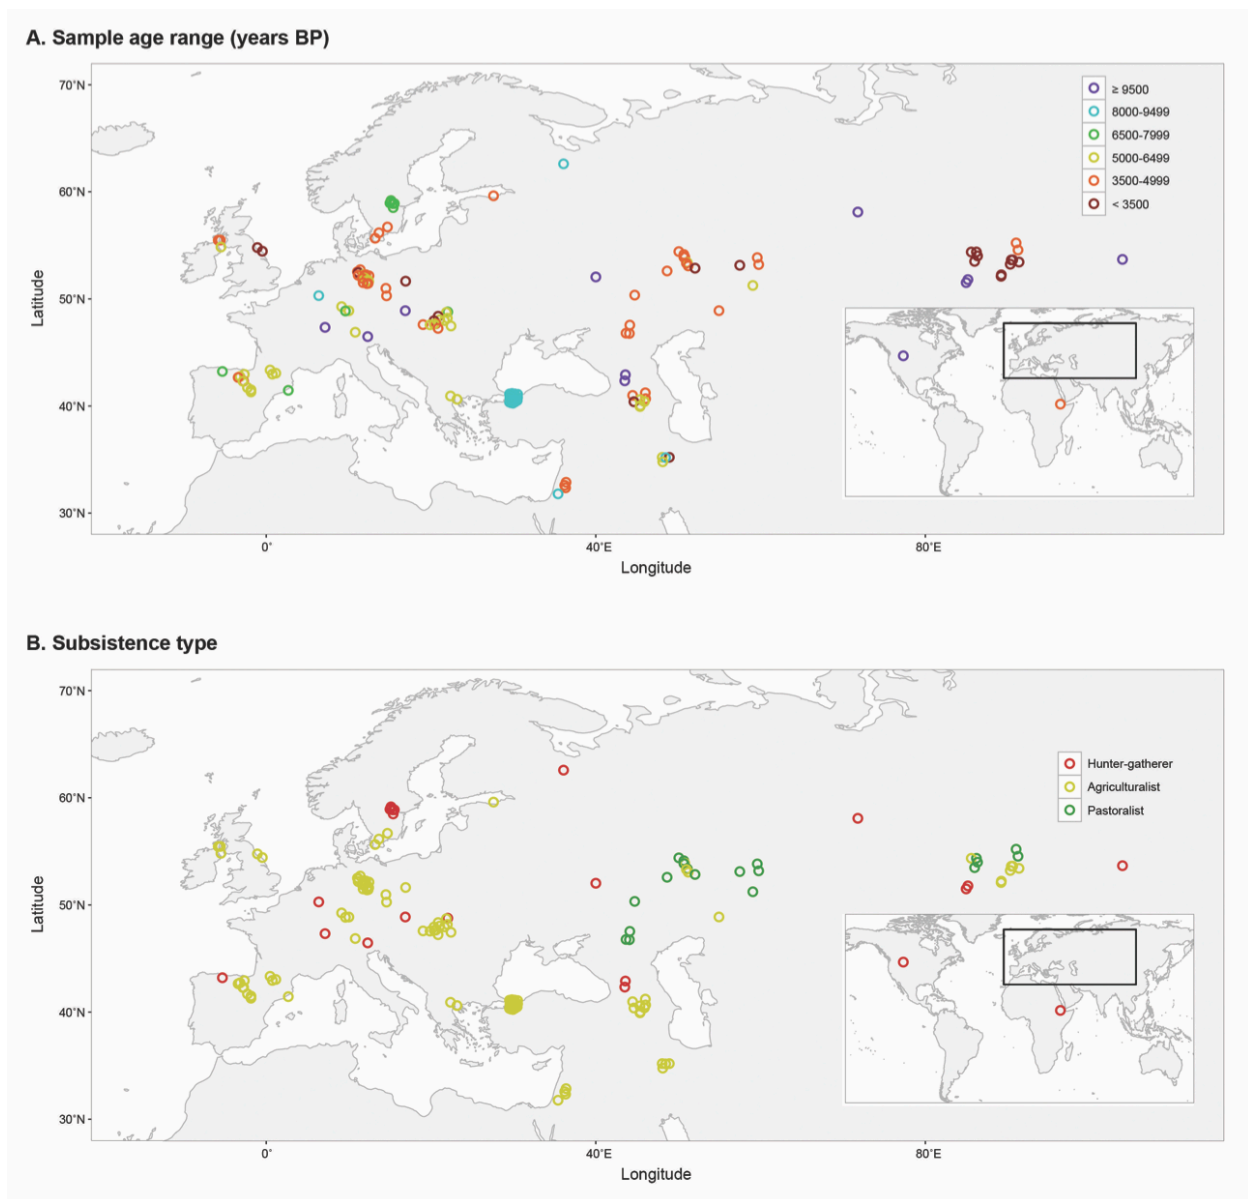 A. Sample age range (years BP)
70°N
60°N
50°N
40°N
30°N
Latitude
≥ 9500
8000-9499
6500-7999
5000-6499
3500-4999
< 3500
0°
40°E
80°E
Longitude
B. Subsistence type
70°N
60°N
50°N
40°N
30°N
Latitude
Hunter-gatherer
Agriculturalist
Pastoralist
0°
40°E
80°E
Longitude